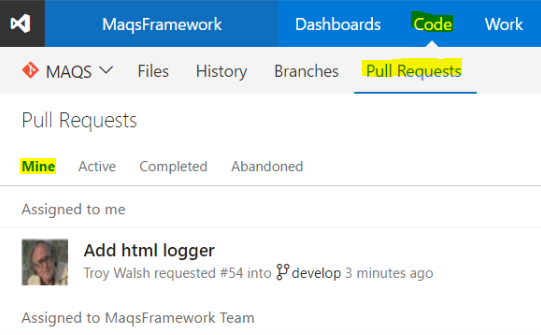 MaqsFramework Dashboards Code Work
MAQS Files History Branches Pull Requests
Pull Requests
Mine Active Completed Abandoned
Assigned to me
Add html logger
Troy Walsh requested #54 into develop 3 minutes ago
Assigned to MaqsFramework Team